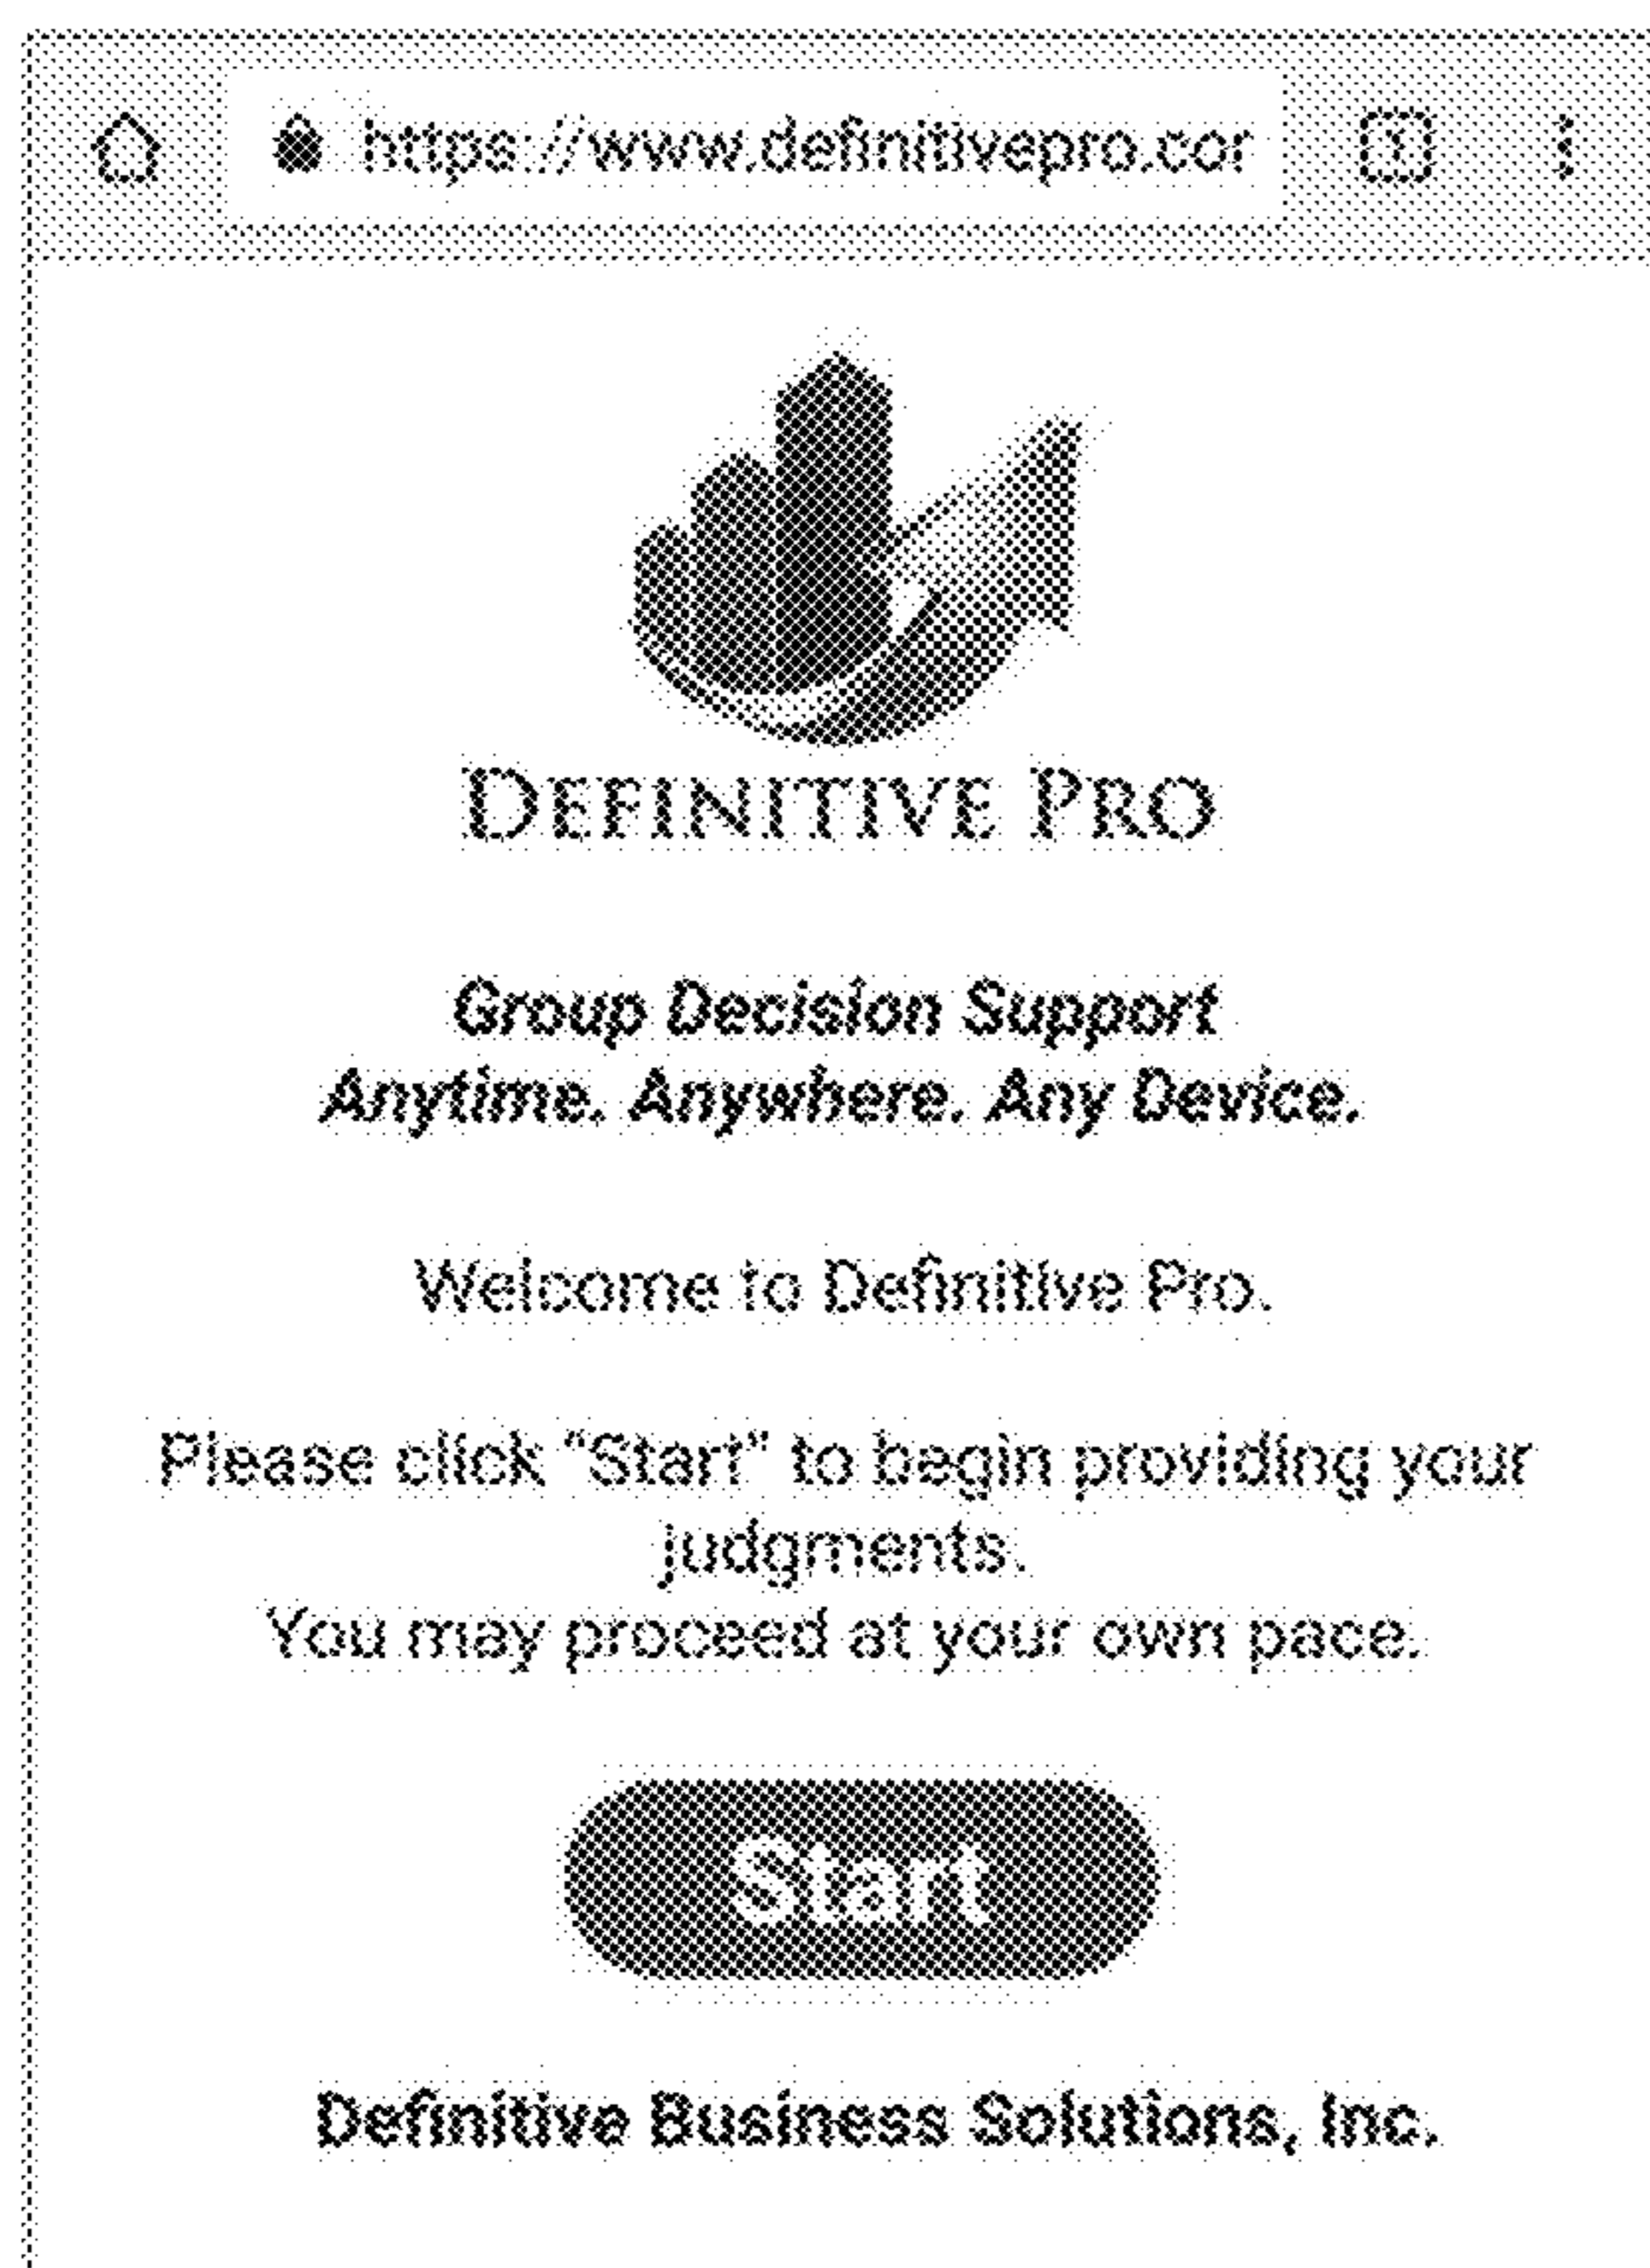 https://www.definitivepro.cor
DEFINITIVE PRO
Group Decision Support
Anytime. Anywhere. Any Device.
Welcome to Definitive Pro.
Please click "Start" to begin providing your
judgments.
You may proceed at your own pace.
Start
Definitive Business Solutions, Inc.